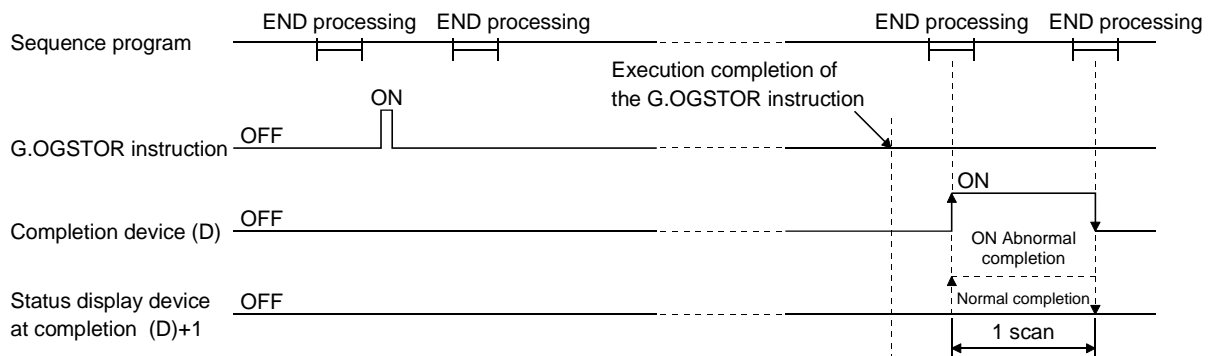 END processing END processing END processing END processing
Sequence program
Execution completion of
the G.OGSTOR instruction
ON
OFF
G.OGSTOR instruction
ON
OFF
Completion device (D)
ON Abnormal
completion
OFF
Status display device
at completion (D)+1
Normal completion
1 scan